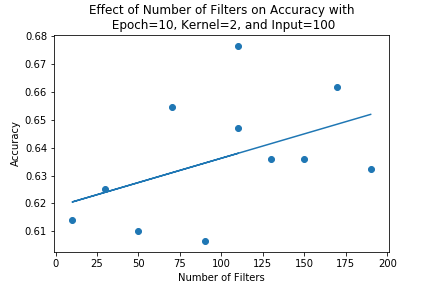 Effect of Number of Filters on Accuracy with
Epoch=10, Kernel=2, and Input=100
0.68
0.67
0.66
0.65
0.64
0.63
0.62
0.61
Accuracy
0 25 50 75 100 125 150 175 200
Number of Filters